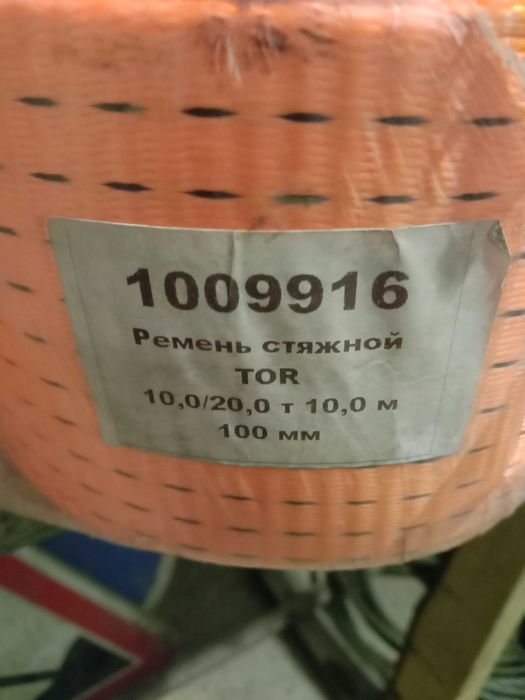 1009916
Ремень стяжной
TOR
10,0/20,0 т 10,0 м
100 мм